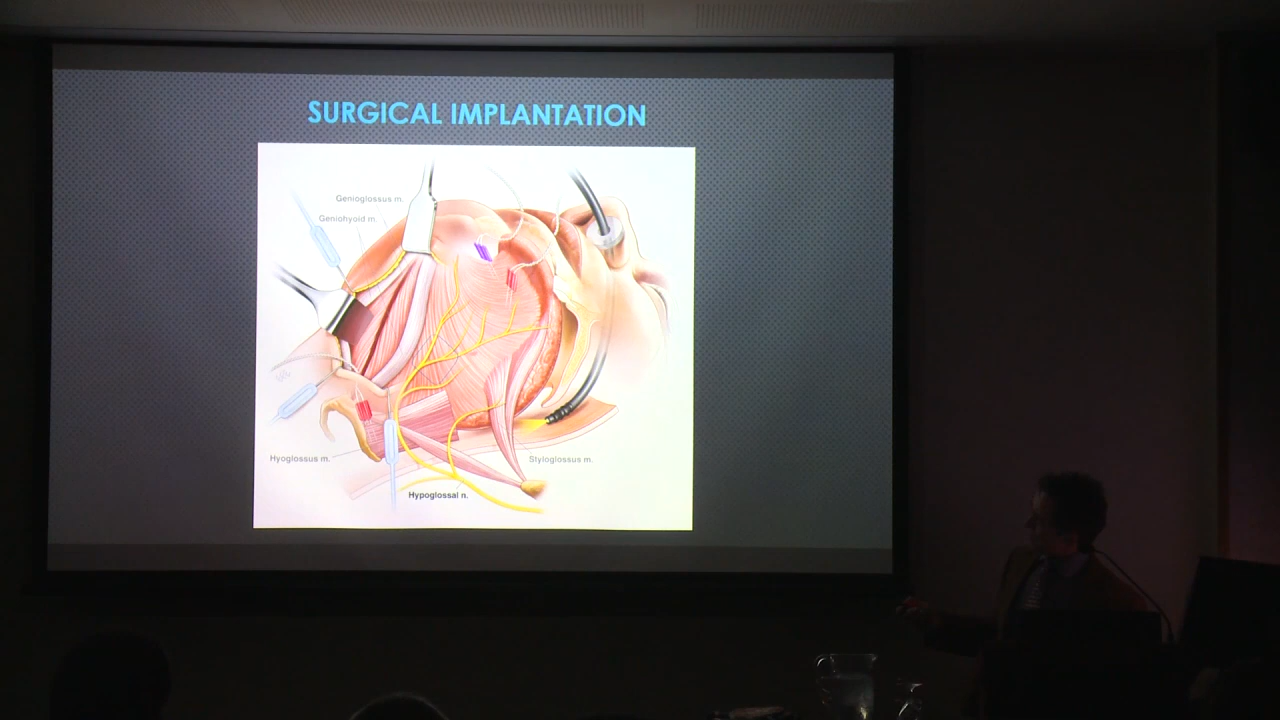 SURGICAL IMPLANTATION
Genioglossus m.
Geniohyoid m.
Hyoglossus m.
Styloglossus m.
Hypoglossal n.